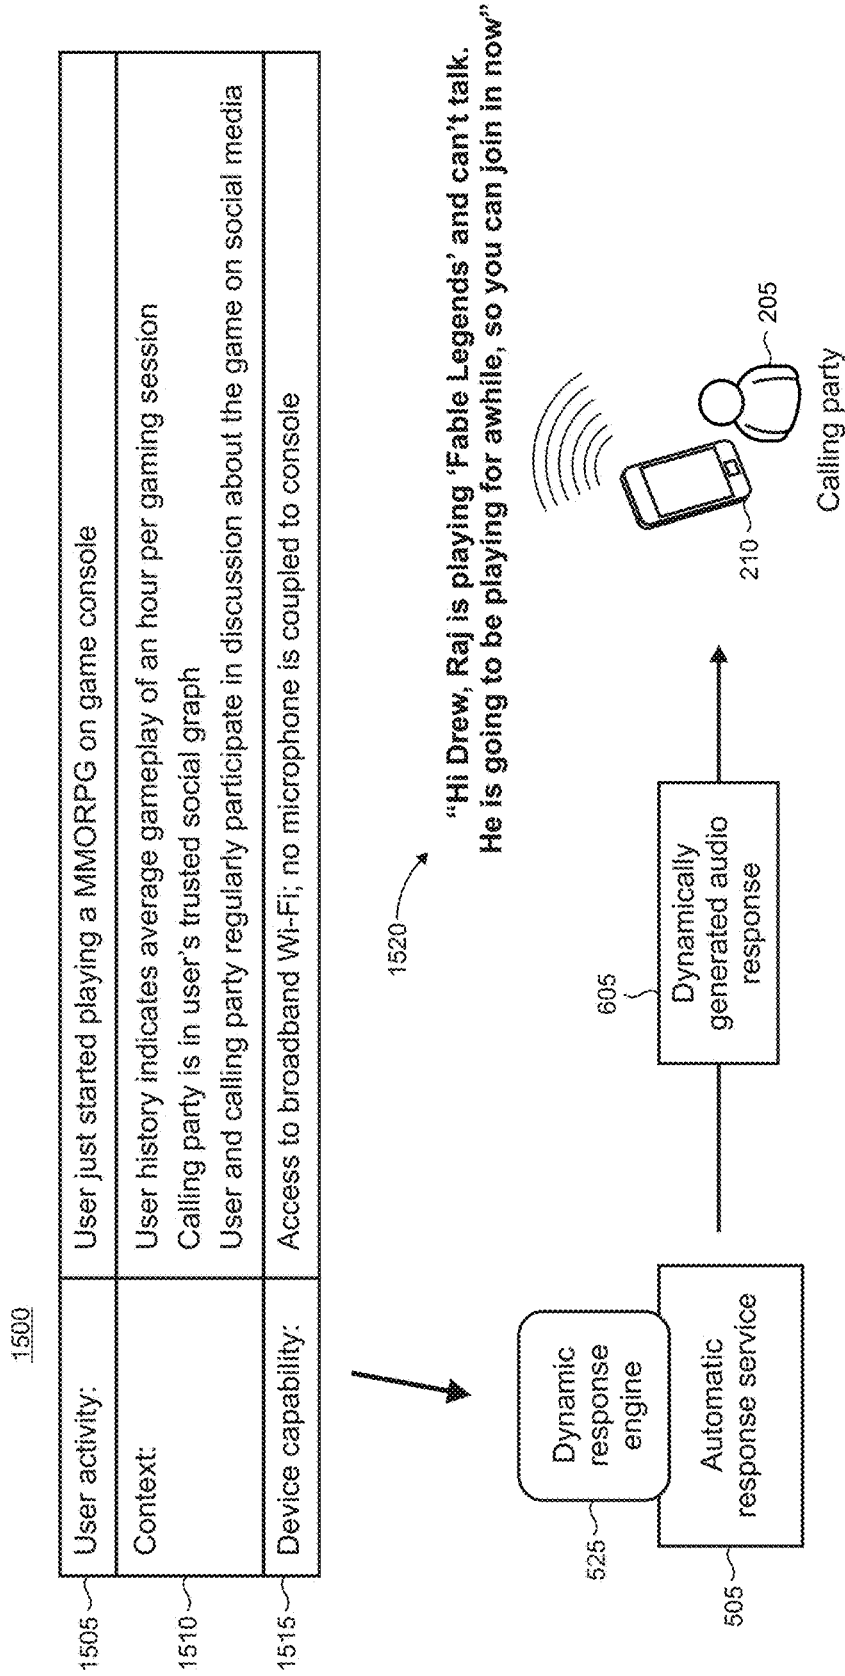 1500
1505
User activity:
User just started playing a MMORPG on game console
1510
Context:
User history indicates average gameplay of an hour per gaming session
Calling party is in user's trusted social graph
User and calling party regularly participate in discussion about the game on social media
1515
Device capability:
Access to broadband Wi-Fi; no microphone is coupled to console
1520
“Hi Drew, Raj is playing ‘Fable Legends’ and can’t talk.
He is going to be playing for awhile, so you can join in now”
525
Dynamic
response
engine
505
Automatic
response service
605
Dynamically
generated audio
response
210
205
Calling party